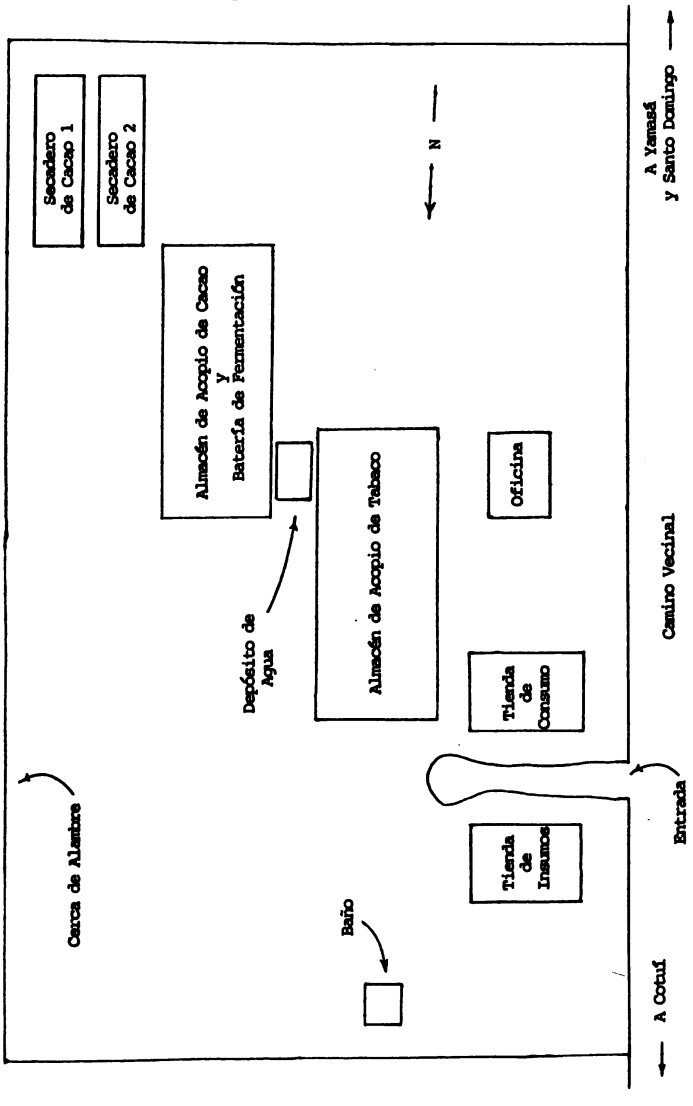 Secadero
de Cacao 1
Secadero
de Cacao 2
Almacén de Acopio de Cacao
y
Batería de Fermentación
N
Cerca de Alambre
Depósito de
Agua
Almacén de Acopio de Tabaco
Baño
Tienda
de
Insumos
Tienda
de
Consumo
Oficina
A Cotuí
Entrada
Camino Vecinal
A Yamasá
y Santo Domingo